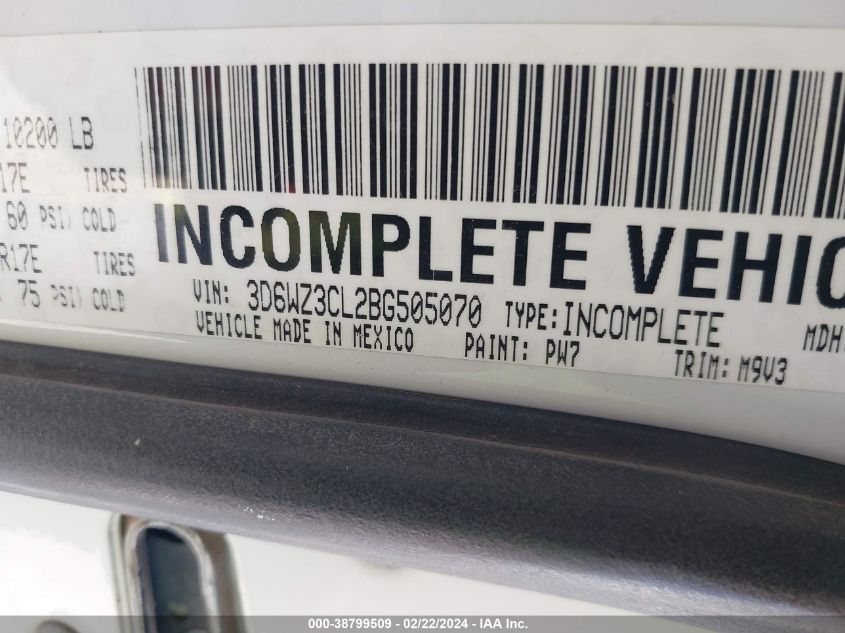 10200 LB
17E TIRES
60 PSI/ COLD
R17E TIRES
75 PSI/ COLD
INCOMPLETE VEHIC
VIN: 3D6WZ3CL2BG505070 TYPE: INCOMPLETE MDH
VEHICLE MADE IN MEXICO PAINT: PW7 TRIM: M9V3
000-38799509 - 02/22/2024 - IAA Inc.